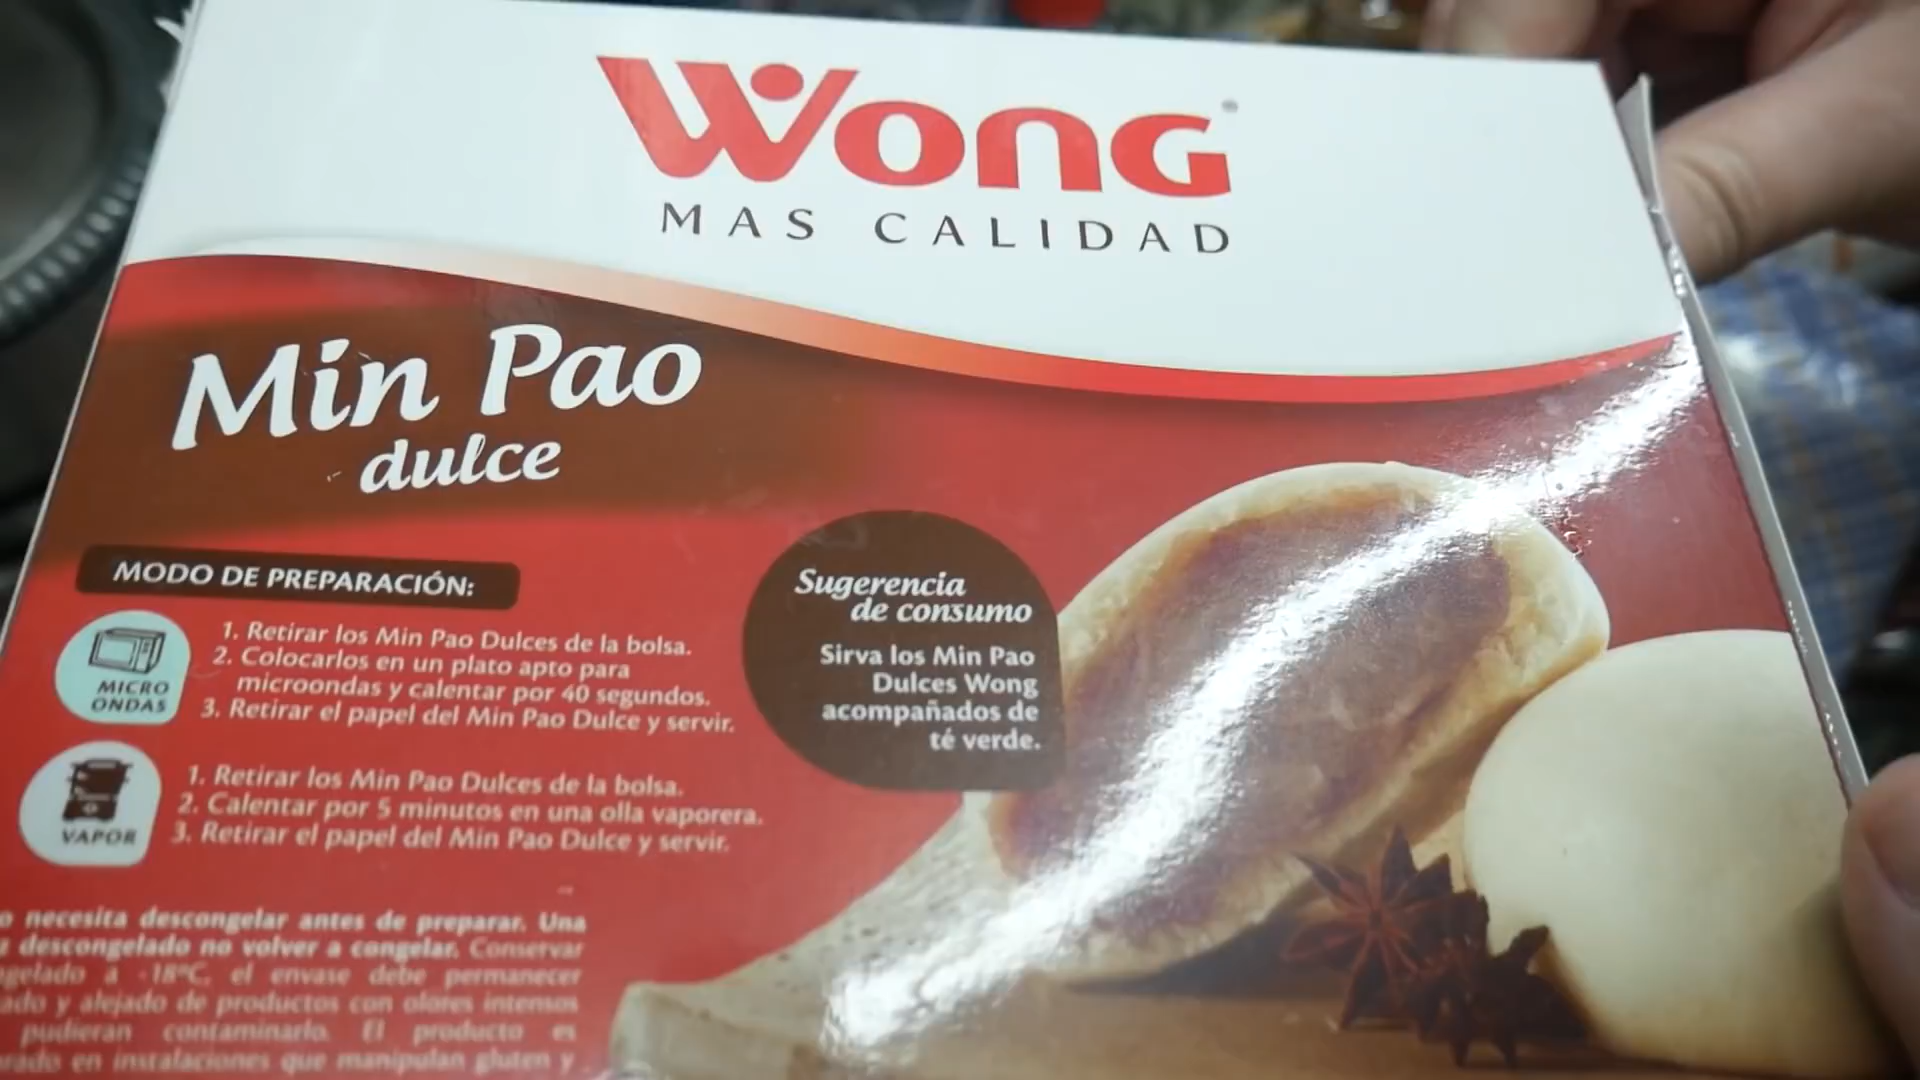 Wong
MAS CALIDAD
Min Pao
dulce
MODO DE PREPARACIÓN:
MICRO
ONDAS
1. Retirar los Min Pao Dulces de la bolsa.
2. Colocarlos en un plato apto para
microondas y calentar por 40 segundos.
3. Retirar el papel del Min Pao Dulce y servir.
VAPOR
1. Retirar los Min Pao Dulces de la bolsa.
2. Calentar por 5 minutos en una olla vaporera.
3. Retirar el papel del Min Pao Dulce y servir.
Sugerencia
de consumo
Sirva los Min Pao
Dulces Wong
acompañados de
té verde.
necesita descongelar antes de preparar. Una
descongelado no volver a congelar. Conservar
a -18°C, el envase debe permanecer
y alejado de productos con olores intensos
pudieran contaminarlo. El producto es
en instalaciones que manipulan gluten y